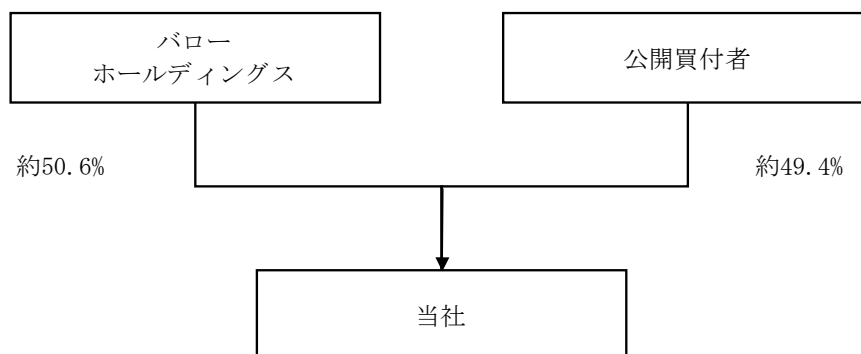 バロー
ホールディングス
公開買付者
約50.6%
約49.4%
当社